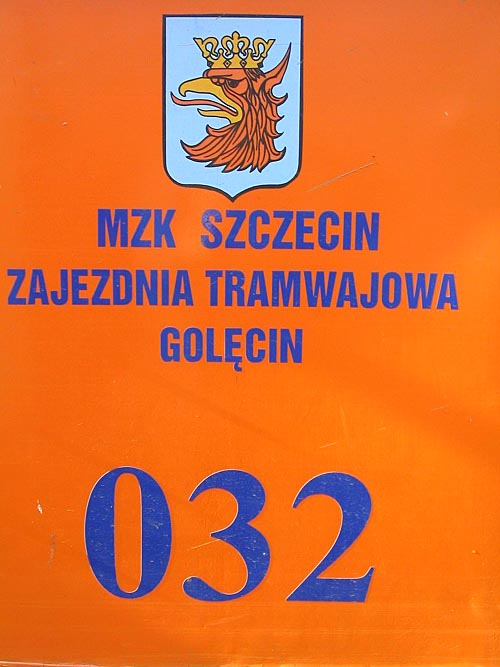 MZK SZCZECIN
ZAJEZDNIA TRAMWAJOWA
GOLĘCIN
032